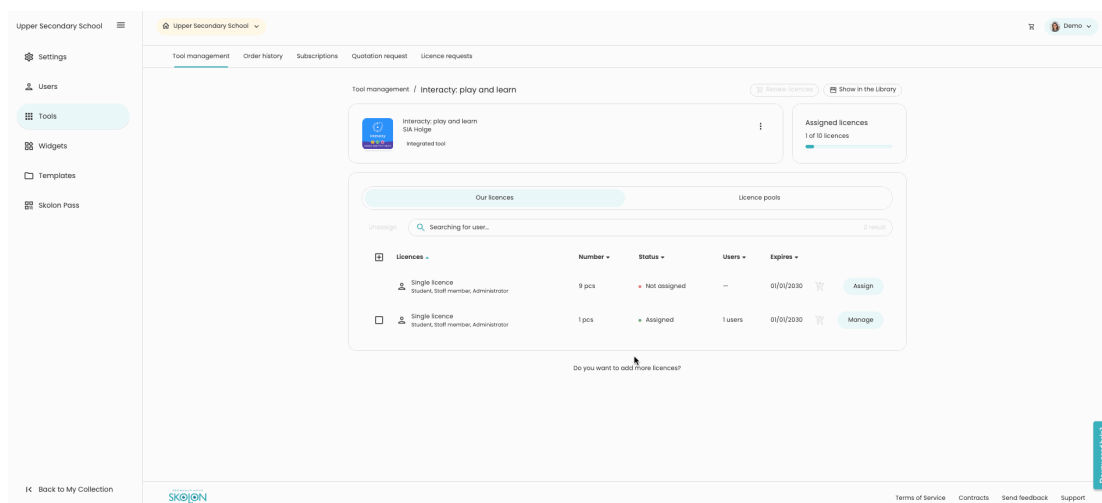 Upper Secondary School
Upper Secondary School
Demo
Settings
Users
Tools
Widgets
Templates
Skolon Pass
Back to My Collection
Tool management Order history Subscriptions Quotation request Licence requests
Tool management / Interacty: play and learn
Renew licences Show in the Library
Interacty: play and learn
SIA Holge
Integrated tool
Assigned licences
1 of 10 licences
Our licences Licence pools
Unassign Searching for user... 2 result
Licences Number Status Users Expires
Single licence
Student, Staff member, Administrator
9 pcs Not assigned — 01/01/2030 Assign
Single licence
Student, Staff member, Administrator
1 pcs Assigned 1 users 01/01/2030 Manage
Do you want to add more licences?
SKOLON
Terms of Service Contracts Send feedback Support